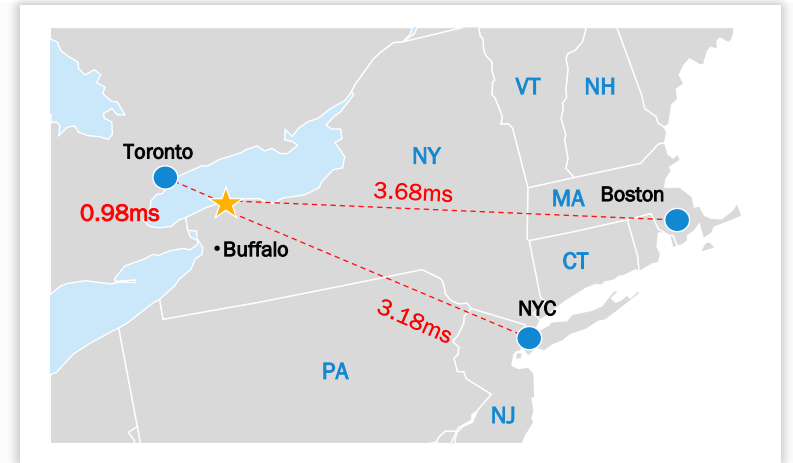 VT
NH
Toronto
NY
3.68ms
MA
Boston
0.98ms
Buffalo
CT
NYC
3.18ms
PA
NJ